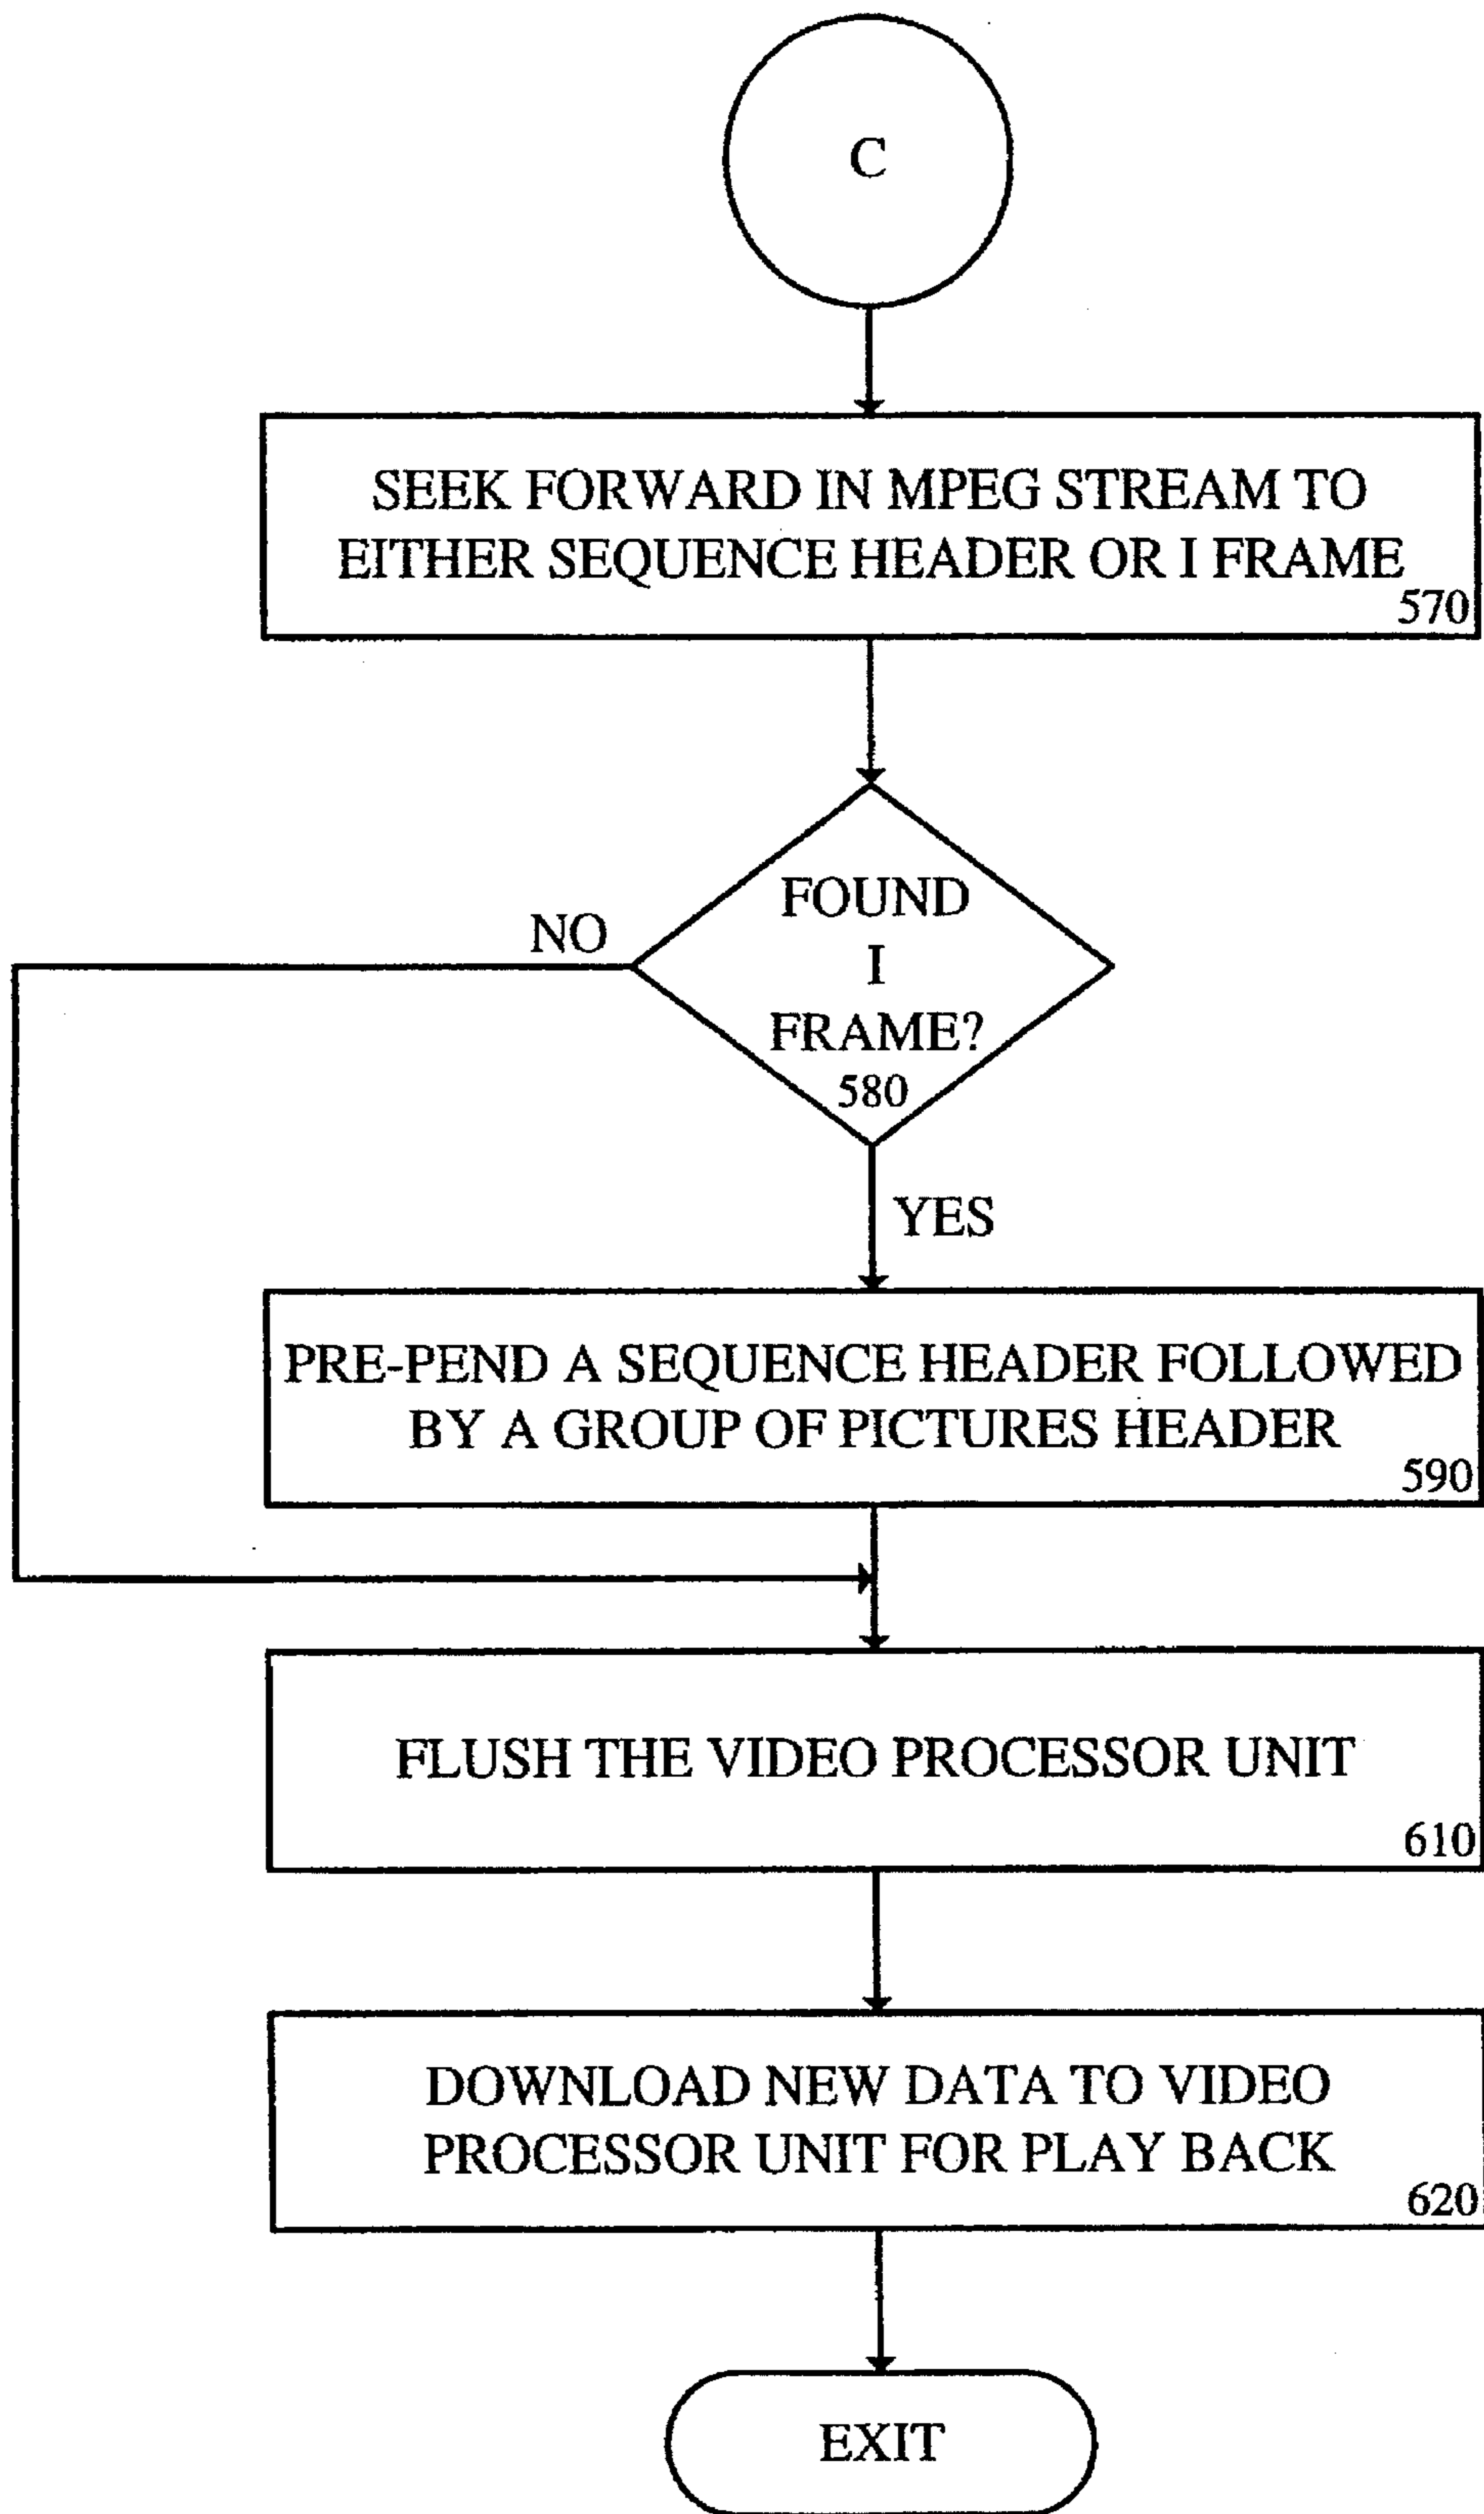 C
SEEK FORWARD IN MPEG STREAM TO
EITHER SEQUENCE HEADER OR I FRAME
570
NO
FOUND
I
FRAME?
580
YES
PRE-PEND A SEQUENCE HEADER FOLLOWED
BY A GROUP OF PICTURES HEADER
590
FLUSH THE VIDEO PROCESSOR UNIT
610
DOWNLOAD NEW DATA TO VIDEO
PROCESSOR UNIT FOR PLAY BACK
620
EXIT